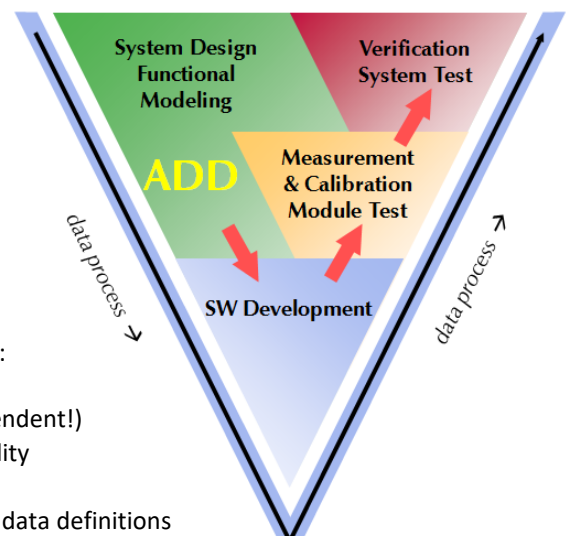 System Design
Functional
Modeling
Verification
System Test
ADD
Measurement
& Calibration
Module Test
data process
data process
SW Development
:
endent!)
lity
data definitions